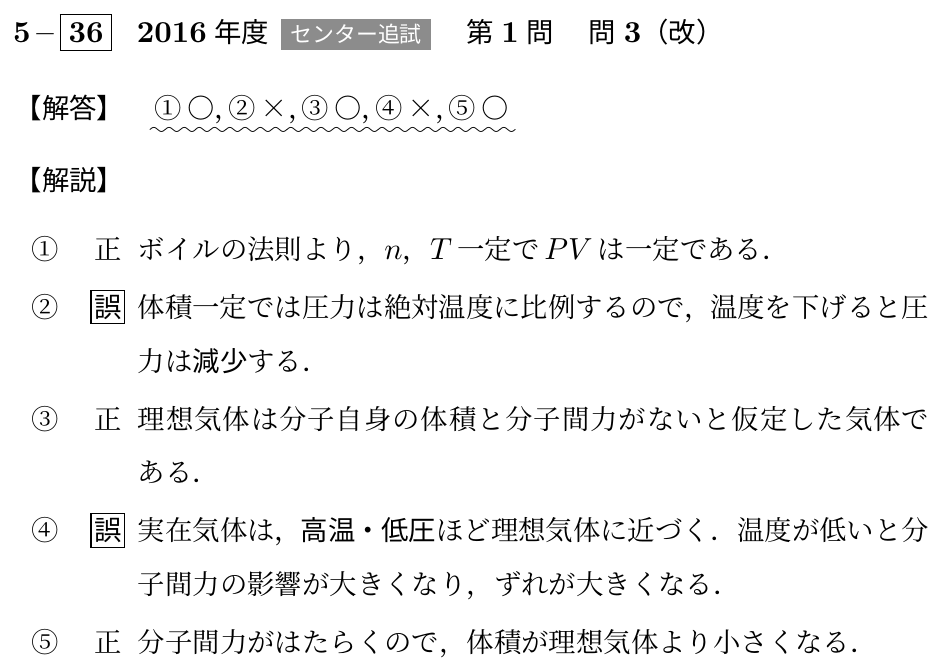 5－36 2016 年度 センター追試 第 1 問 問 3（改）
【解答】 ① ○, ② ×, ③ ○, ④ ×, ⑤ ○
【解説】
① 正 ボイルの法則より，n，T 一定で PV は一定である．
② 誤 体積一定では圧力は絶対温度に比例するので，温度を下げると圧
力は減少する．
③ 正 理想気体は分子自身の体積と分子間力がないと仮定した気体で
ある．
④ 誤 実在気体は，高温・低圧ほど理想気体に近づく．温度が低いと分
子間力の影響が大きくなり，ずれが大きくなる．
⑤ 正 分子間力がはたらくので，体積が理想気体より小さくなる．